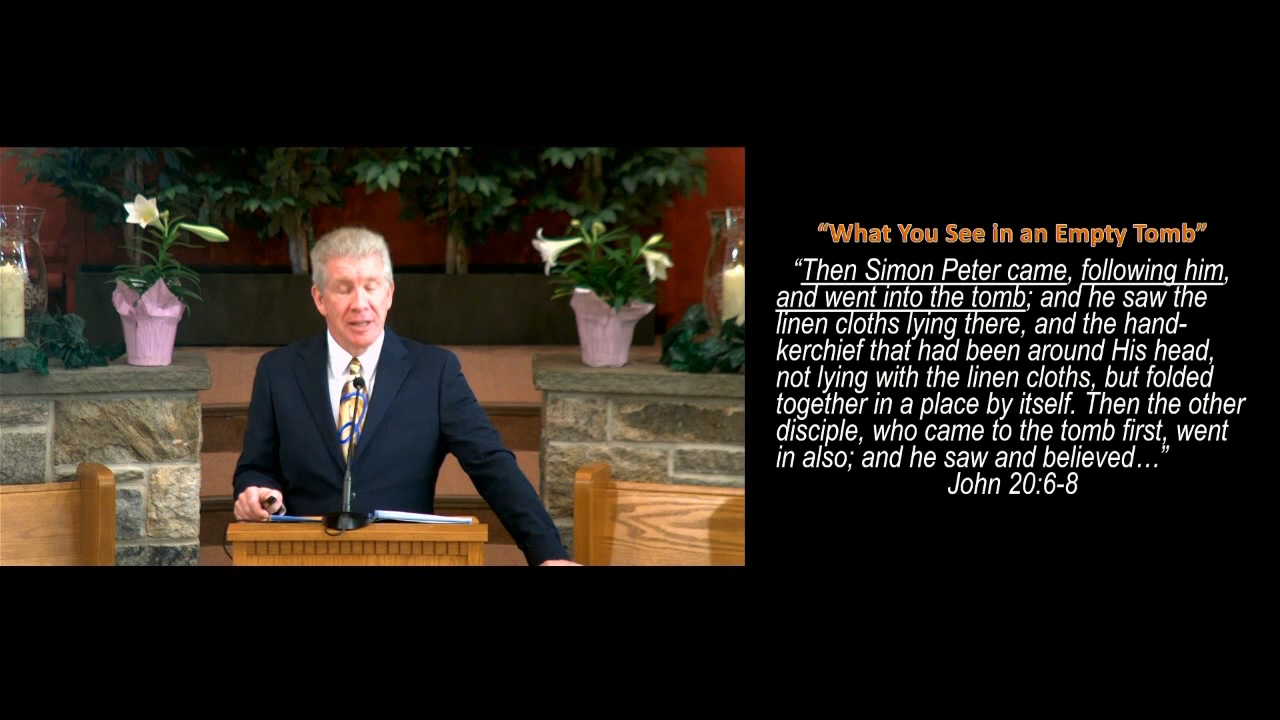 “What You See in an Empty Tomb”
“Then Simon Peter came, following him,
and went into the tomb; and he saw the
linen cloths lying there, and the hand-
kerchief that had been around His head,
not lying with the linen cloths, but folded
together in a place by itself. Then the other
disciple, who came to the tomb first, went
in also; and he saw and believed…”
John 20:6-8